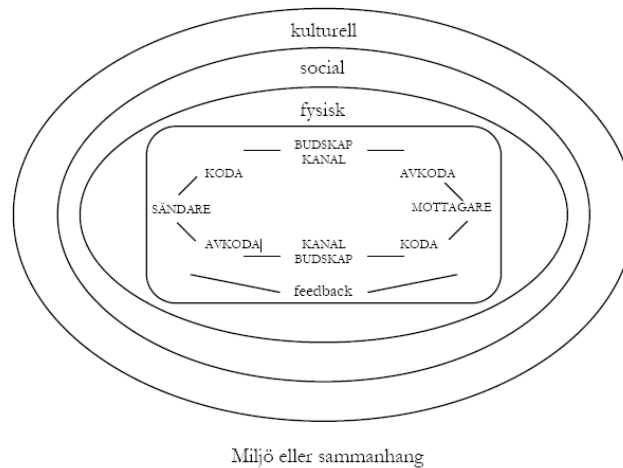 kulturell
social
fysisk
BUDSKAP
KANAL
KODA
AVKODA
SÄNDARE
MOTTAGARE
AVKODA
KANAL
KODA
BUDSKAP
feedback
Miljö eller sammanhang